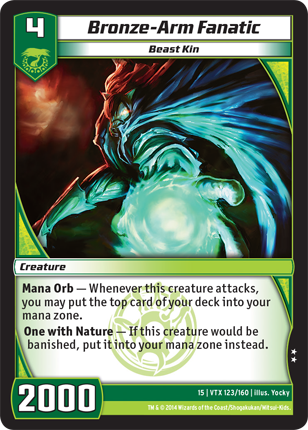 4
Bronze-Arm Fanatic
Beast Kin
Creature
Mana Orb — Whenever this creature attacks,
you may put the top card of your deck into your
mana zone.
One with Nature — If this creature would be
banished, put it into your mana zone instead.
2000
15 | VTX 123/160 | illus. Yocky
TM & © 2014 Wizards of the Coast/Shogakukan/Mitsui-Kids.